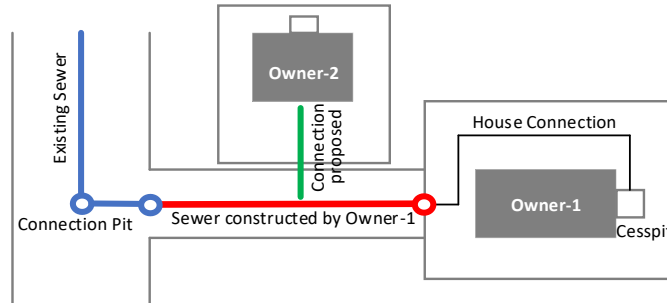 Owner-2
Existing Sewer
Connection
proposed
House Connection
Owner-1
Connection Pit
Sewer constructed by Owner-1
Cesspit